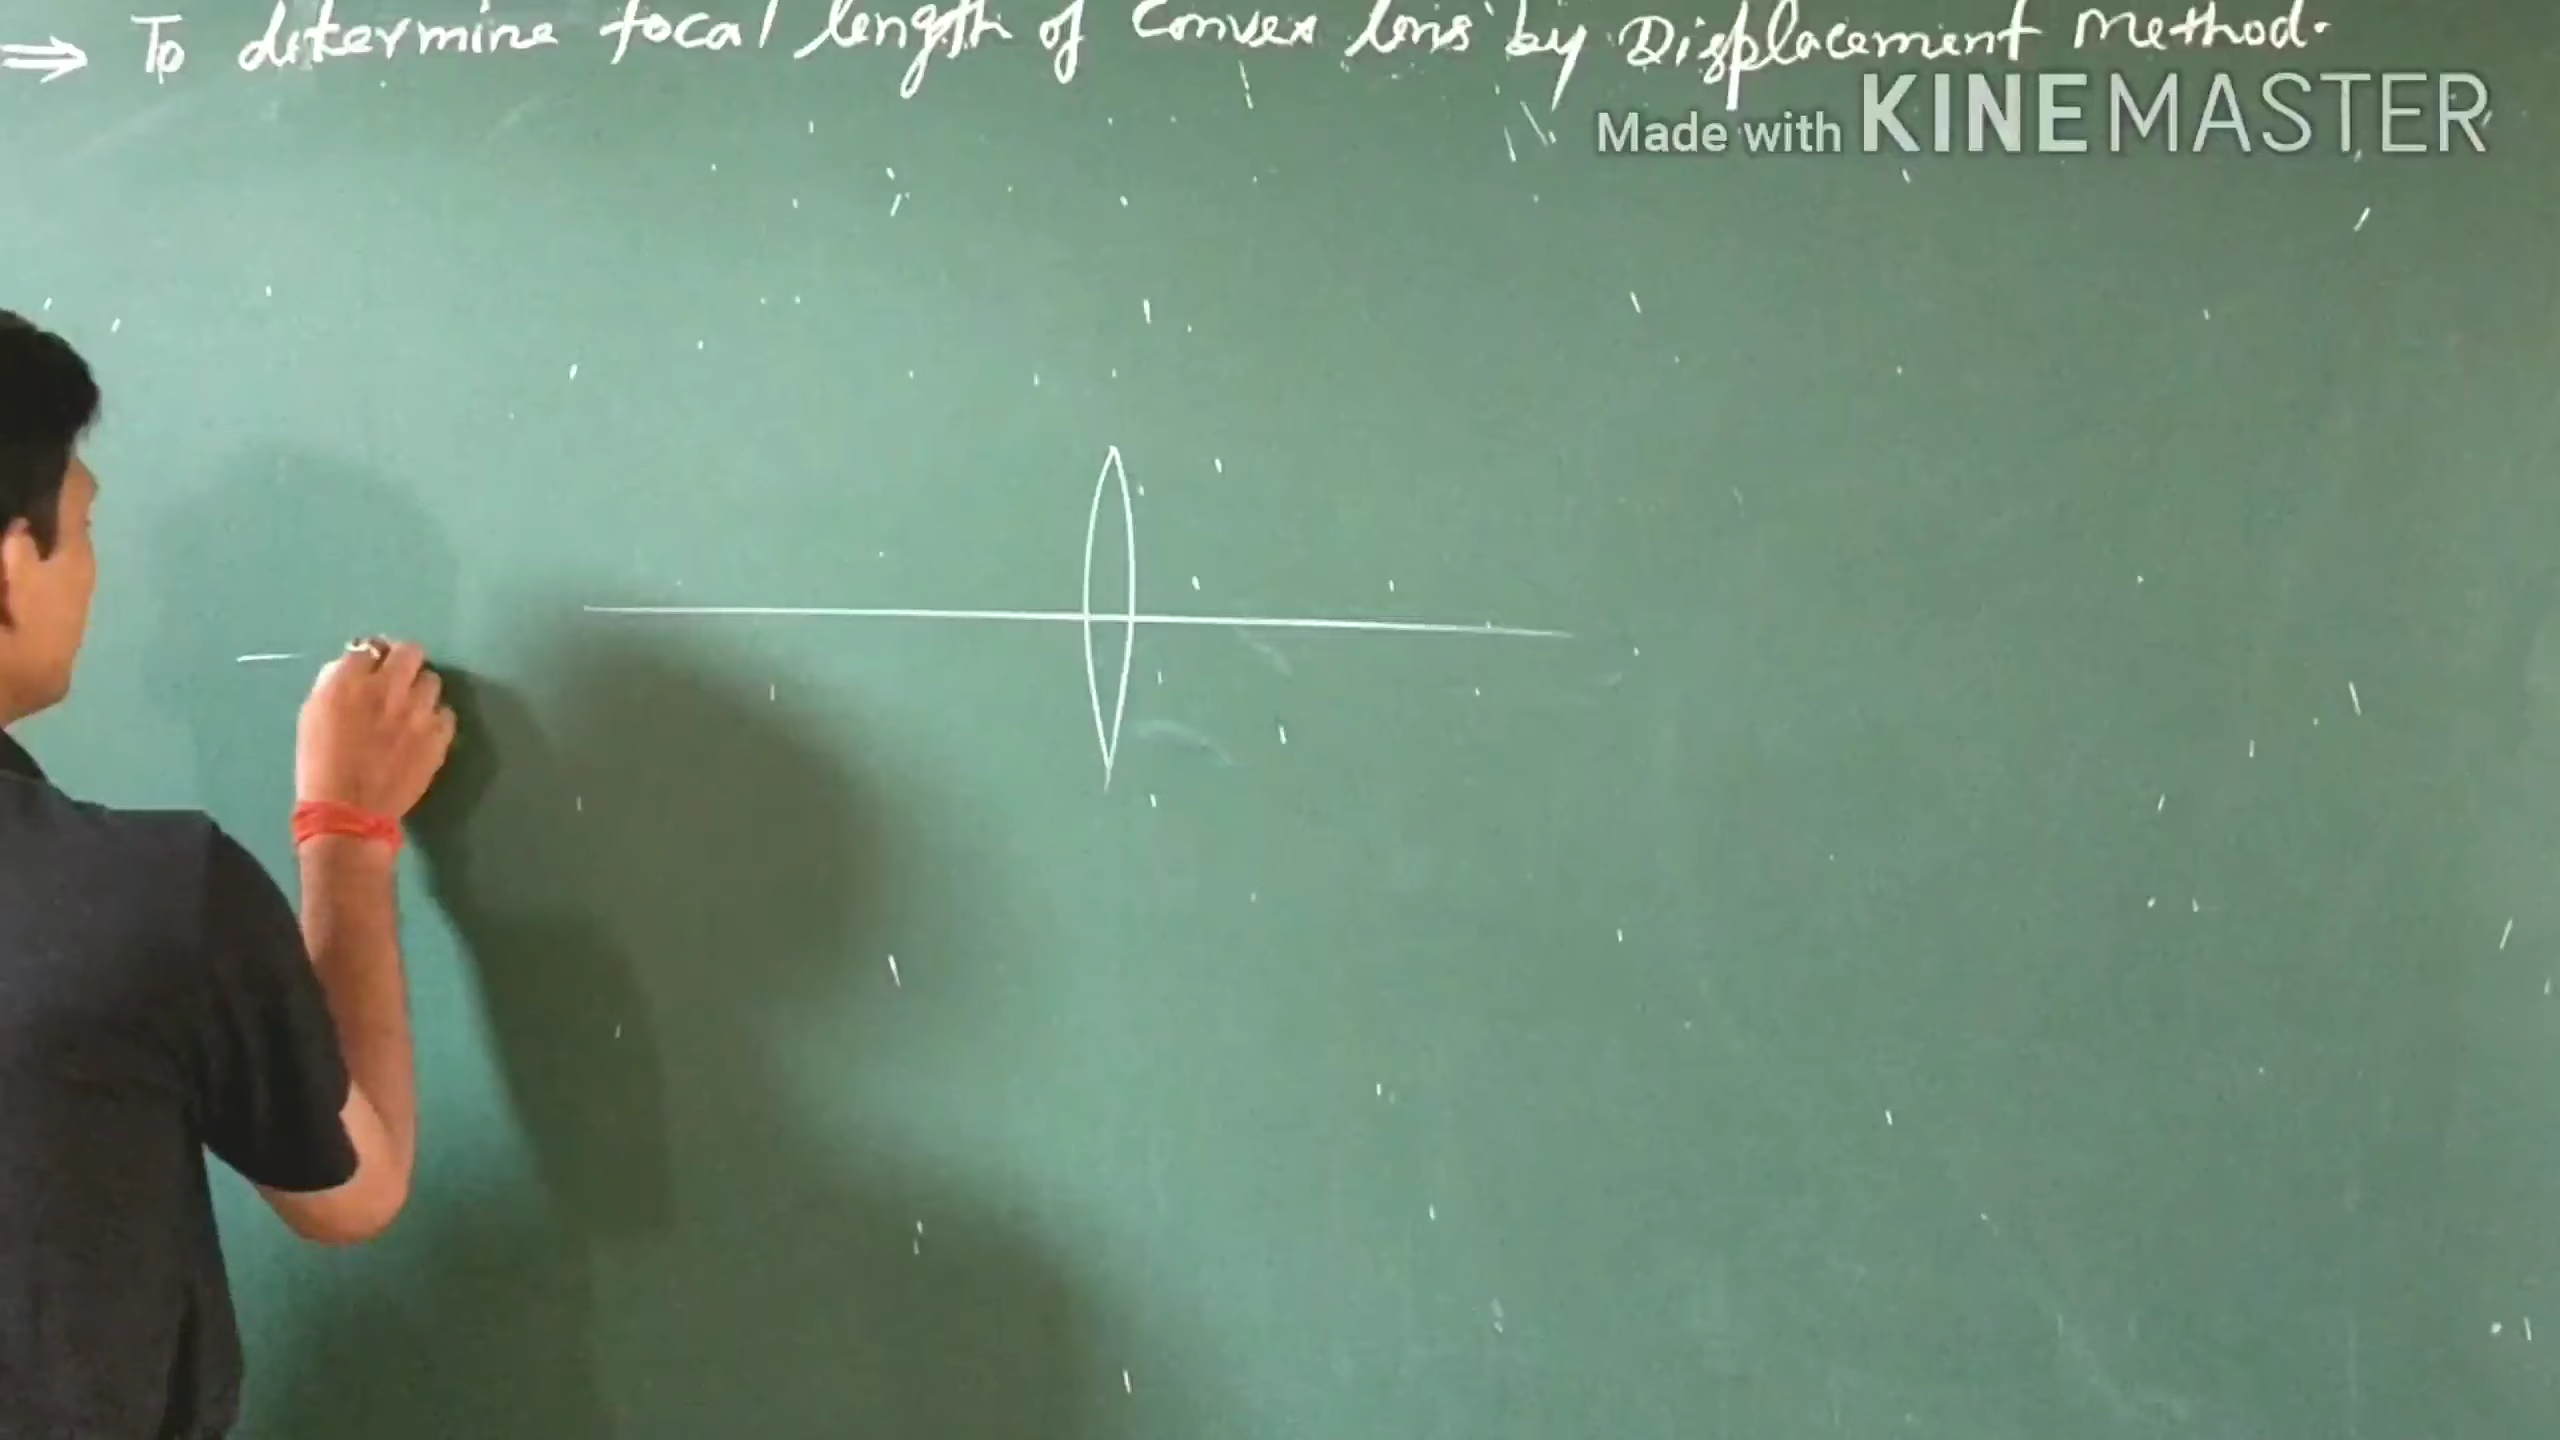 ⇒ To determine focal length of Convex lens by Displacement Method.
Made with KINEMASTER